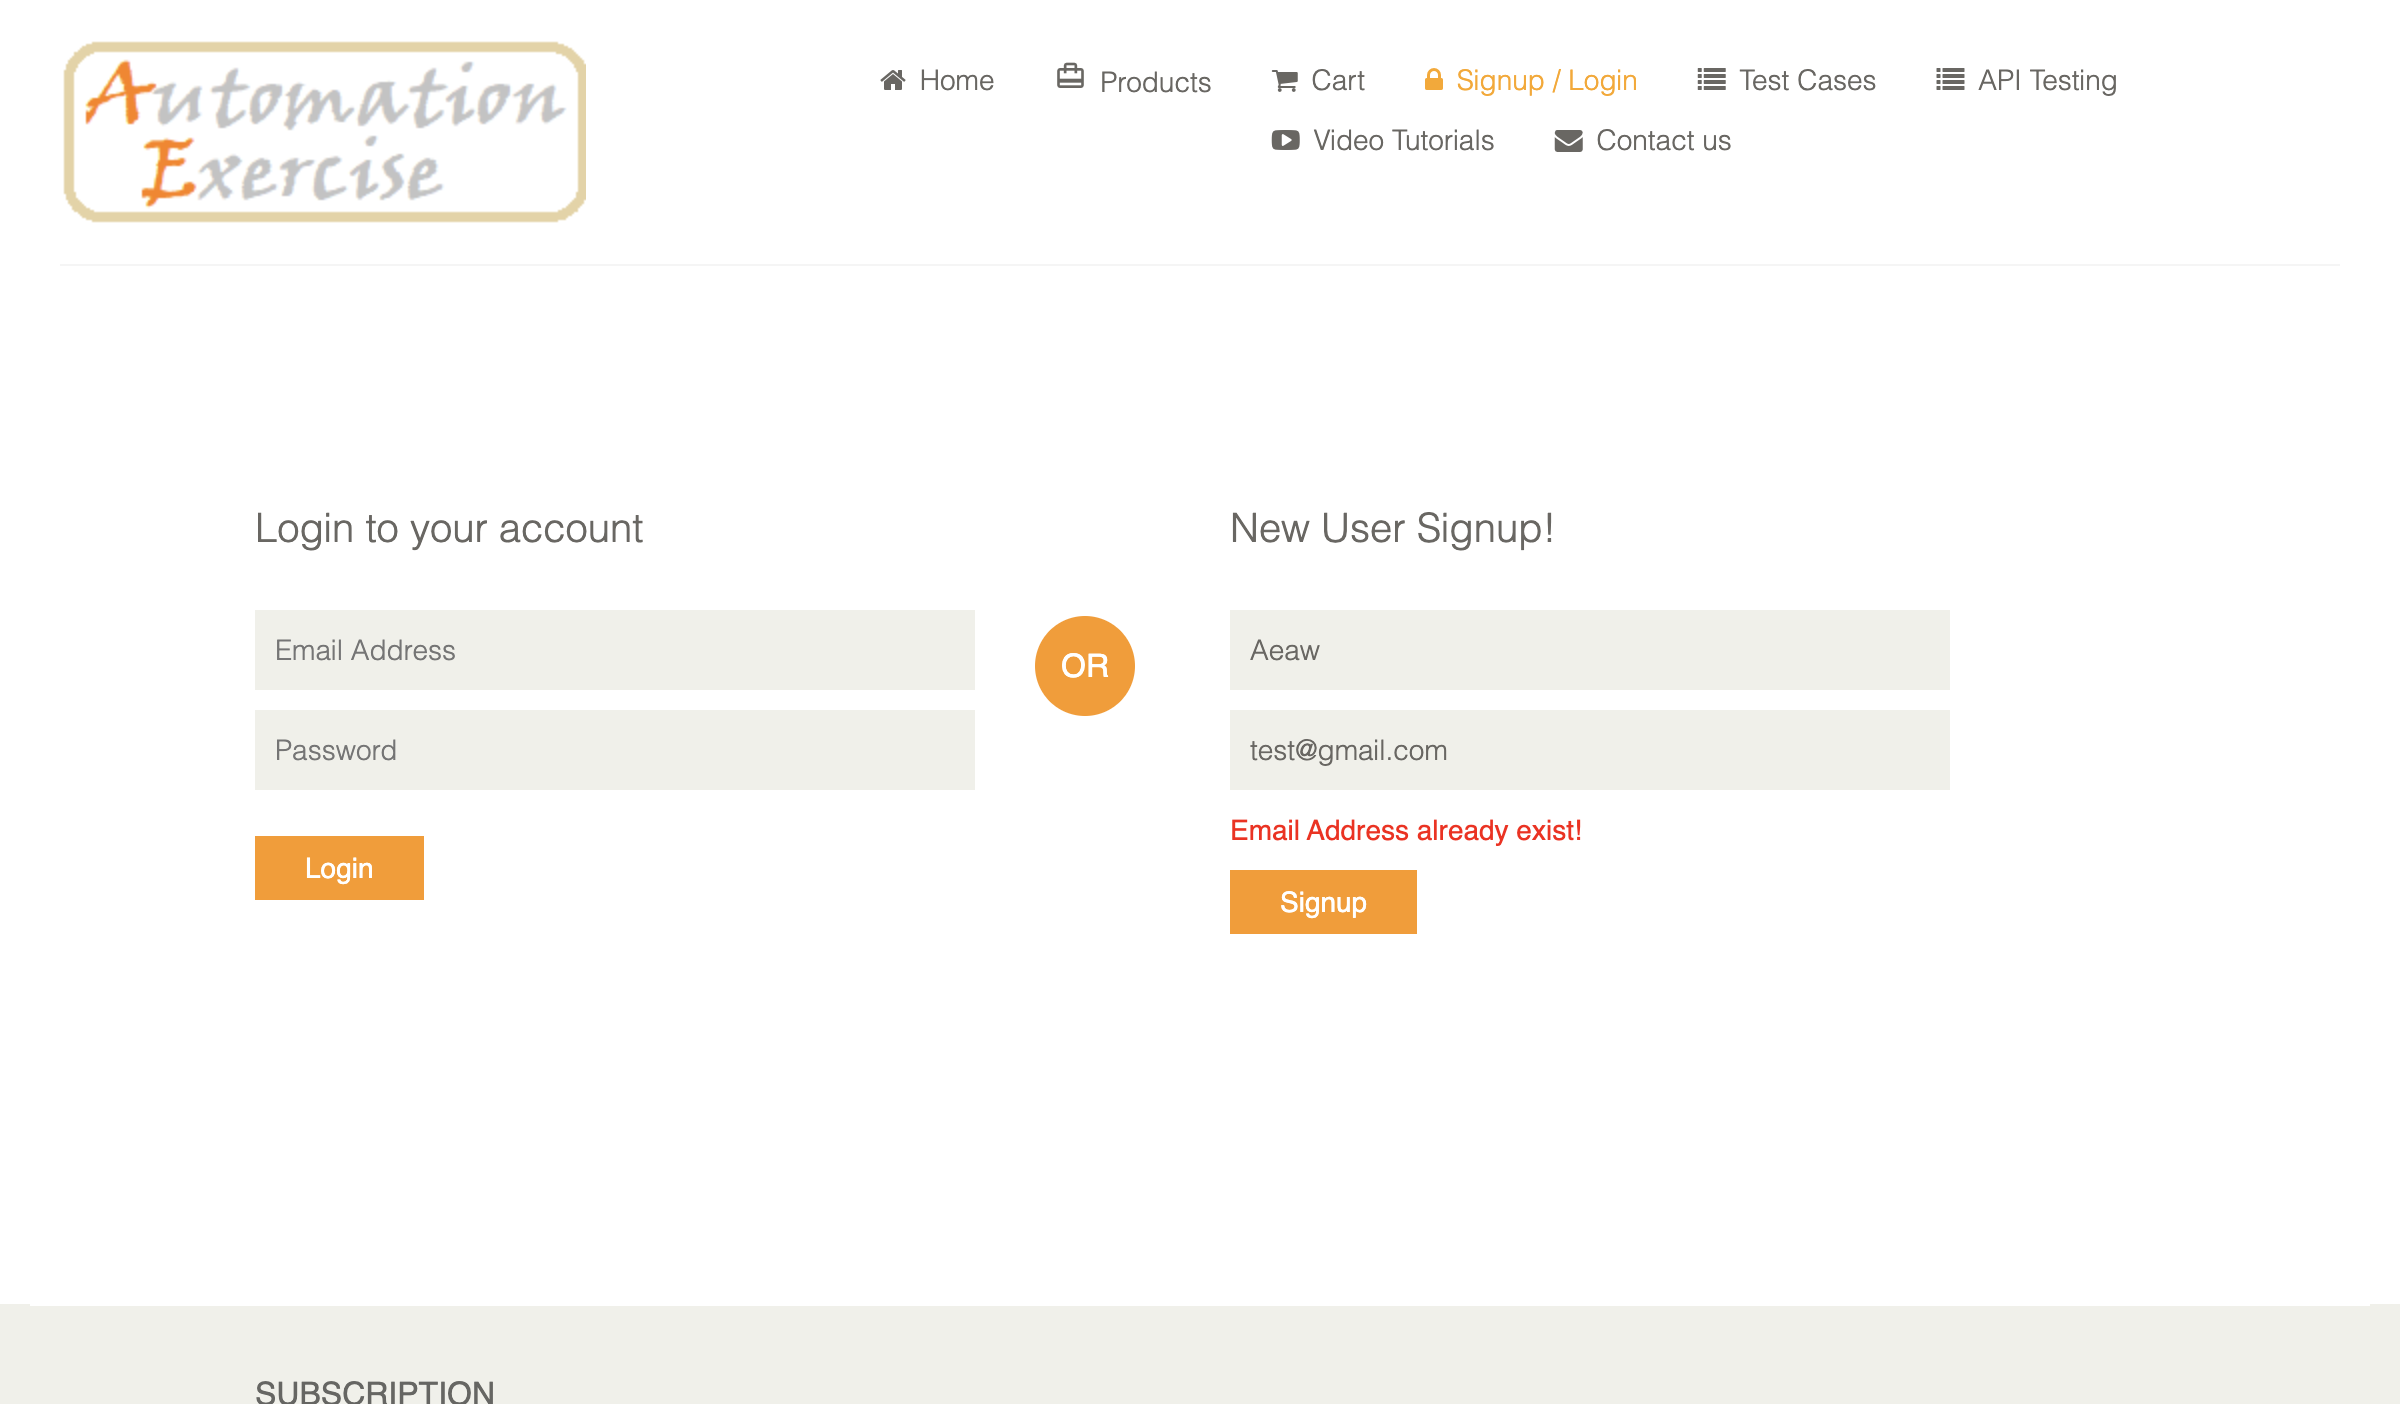 Automation
Exercise
Home Products Cart Signup / Login Test Cases API Testing
Video Tutorials Contact us
Login to your account
Email Address
Password
Login
OR
New User Signup!
Aeaw
test@gmail.com
Email Address already exist!
Signup
SUBSCRIPTION